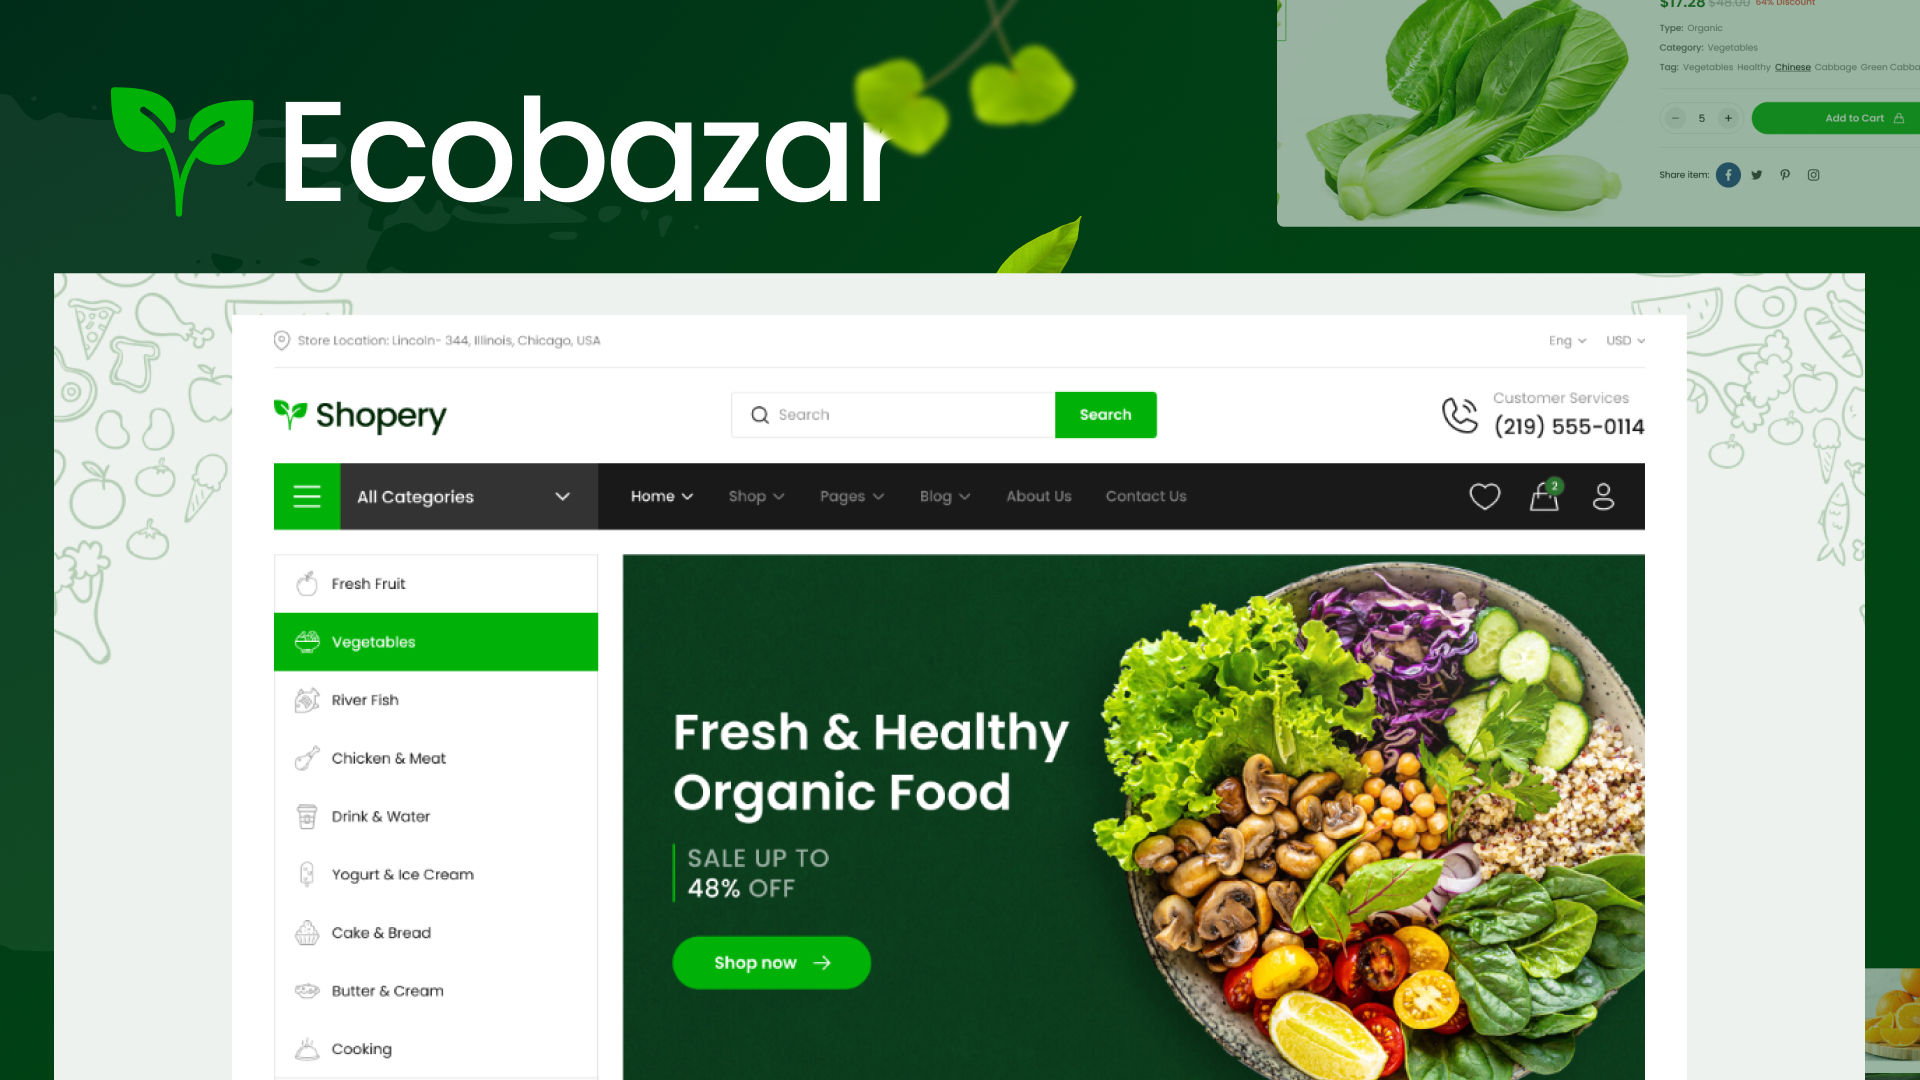 Ecobazar
$17.28 $48.00 64% Discount
Type: Organic
Category: Vegetables
Tag: Vegetables Healthy Chinese Cabbage Green
5
Add to Cart
Share item:
Store Location: Lincoln- 344, Illinois, Chicago, USA
Eng
USD
Shopery
Search
Search
Customer Services
(219) 555-0114
All Categories
Home
Shop
Pages
Blog
About Us
Contact Us
2
Fresh Fruit
Vegetables
River Fish
Chicken & Meat
Drink & Water
Yogurt & Ice Cream
Cake & Bread
Butter & Cream
Cooking
Fresh & Healthy
Organic Food
SALE UP TO
48% OFF
Shop now